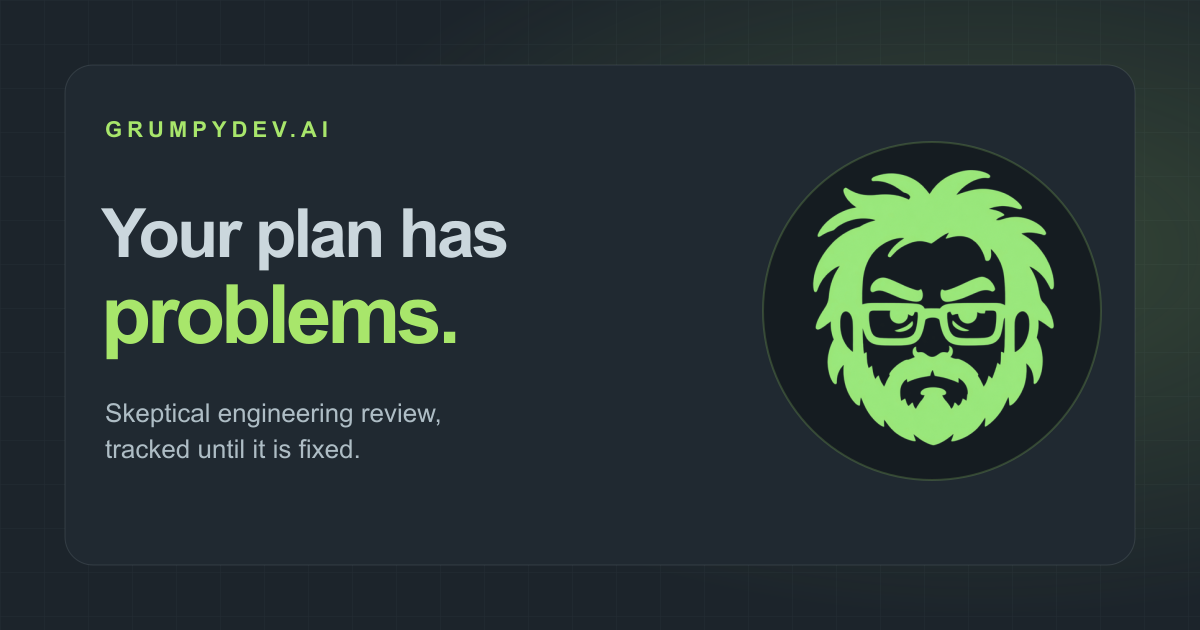 GRUMPYDEV.AI
Your plan has
problems.
Skeptical engineering review,
tracked until it is fixed.